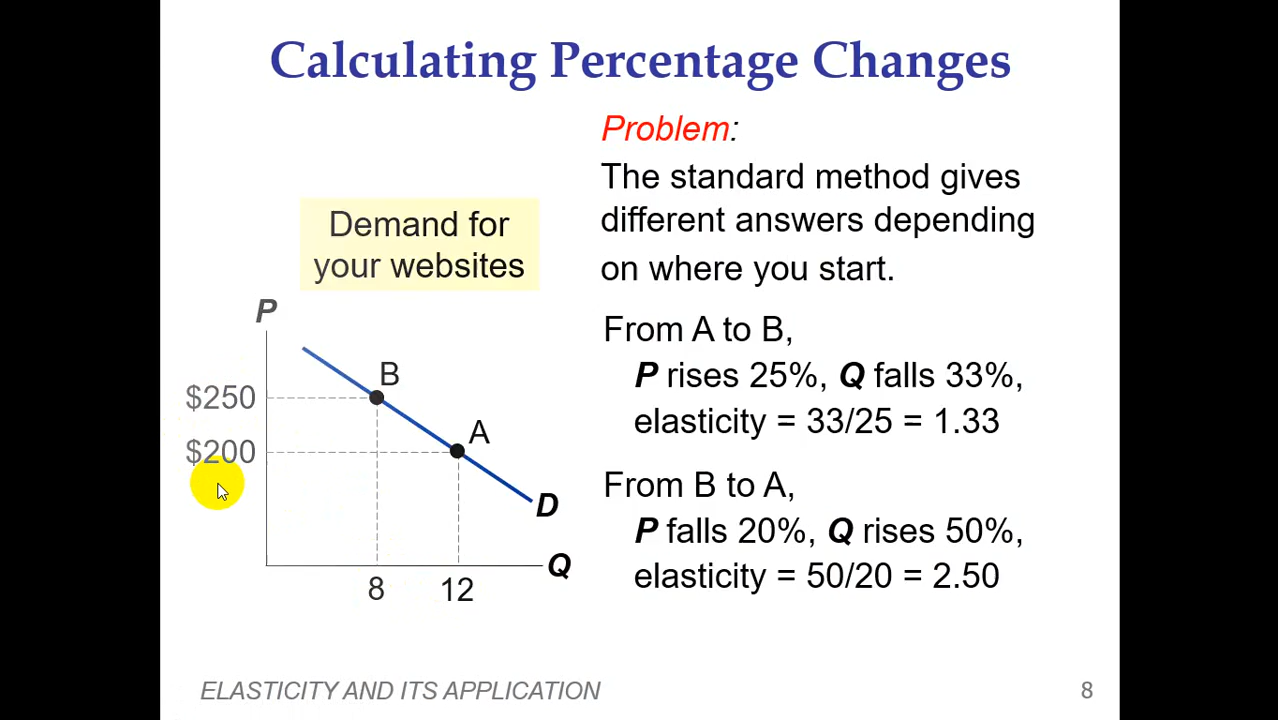 Calculating Percentage Changes
Problem:
The standard method gives
different answers depending
on where you start.
Demand for
your websites
P
$250
$200
B
A
D
Q
8
12
From A to B,
P rises 25%, Q falls 33%,
elasticity = 33/25 = 1.33
From B to A,
P falls 20%, Q rises 50%,
elasticity = 50/20 = 2.50
ELASTICITY AND ITS APPLICATION
8